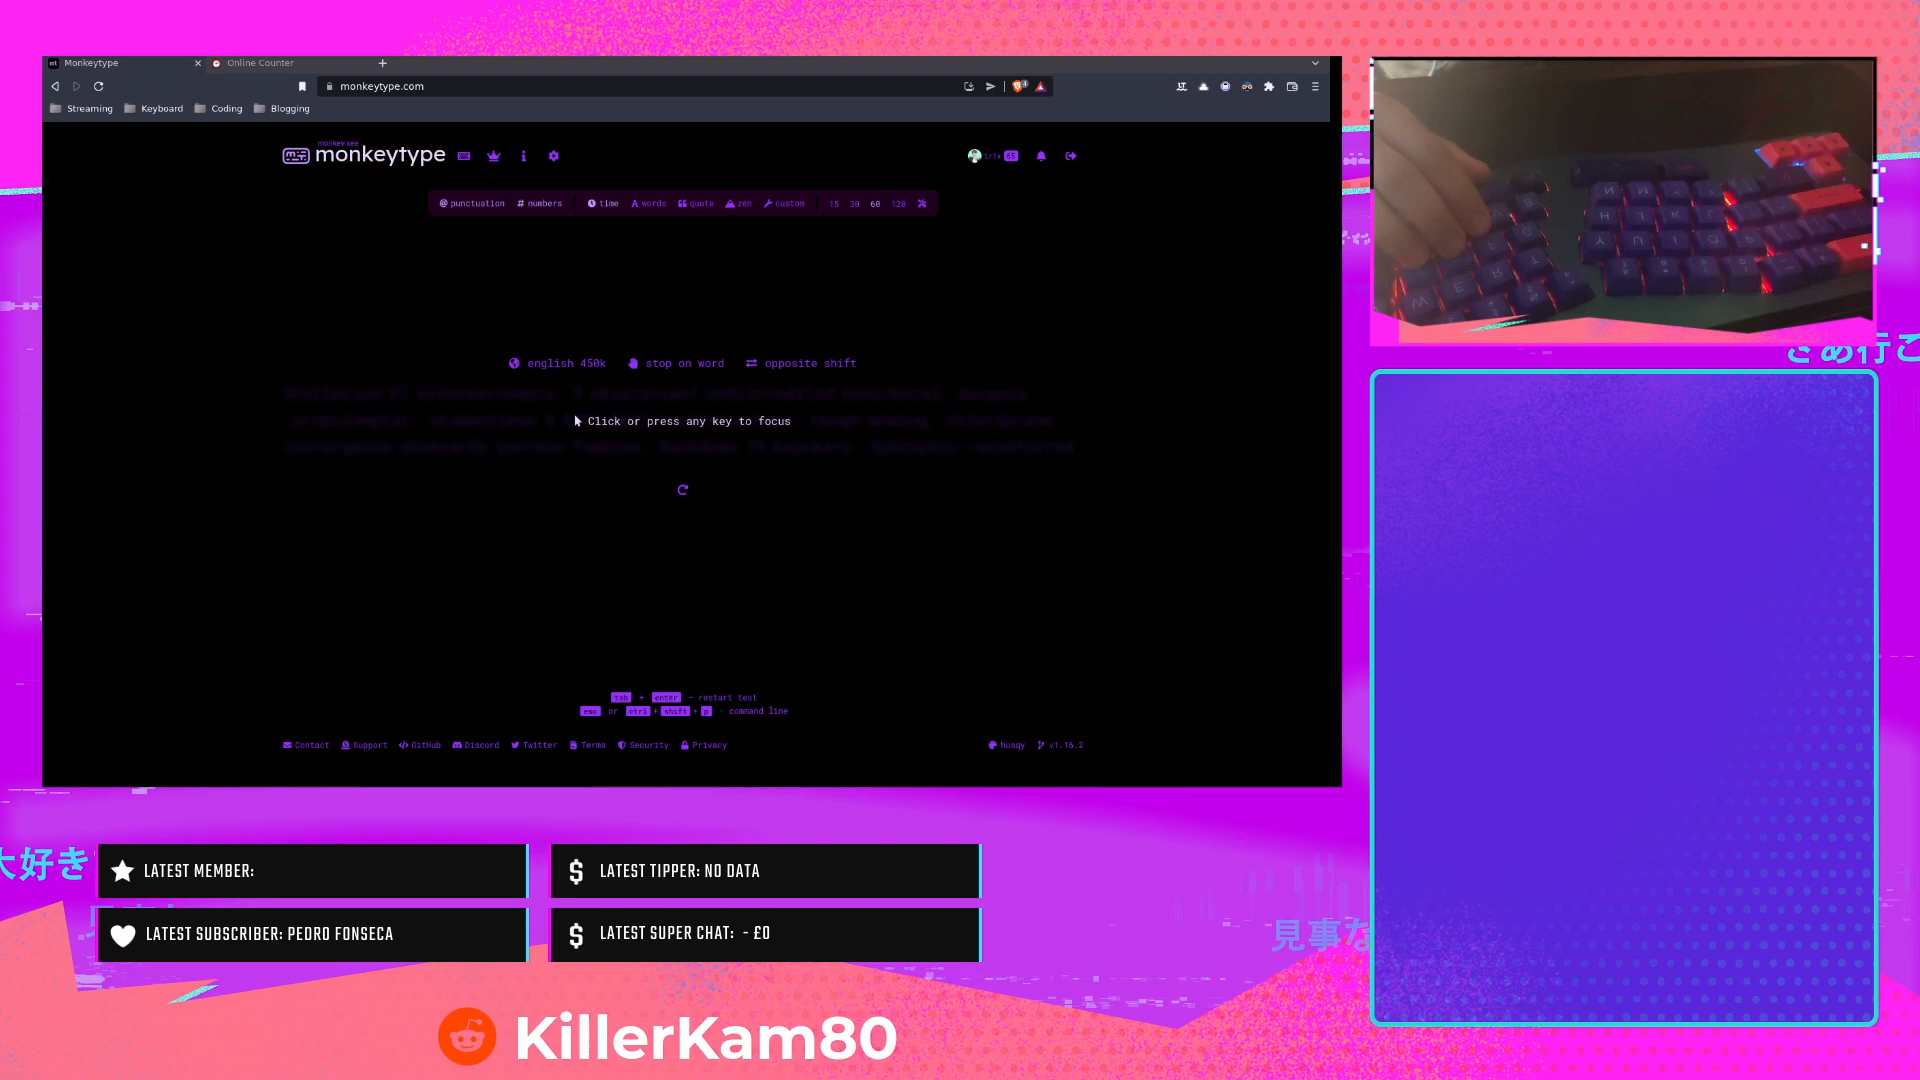 Monkeytype
Online Counter
monkeytype.com
Streaming
Keyboard
Coding
Blogging
monkey see
monkeytype
trix 65
@ punctuation # numbers time A words quote zen custom 15 30 60 120
english 450k stop on word opposite shift
Click or press any key to focus
tab + enter - restart test
esc or ctrl + shift + p - command line
Contact Support GitHub Discord Twitter Terms Security Privacy
husqy v1.16.2
大好き
見事な
LATEST MEMBER:
LATEST TIPPER: NO DATA
LATEST SUBSCRIBER: PEDRO FONSECA
LATEST SUPER CHAT: - £0
KillerKam80